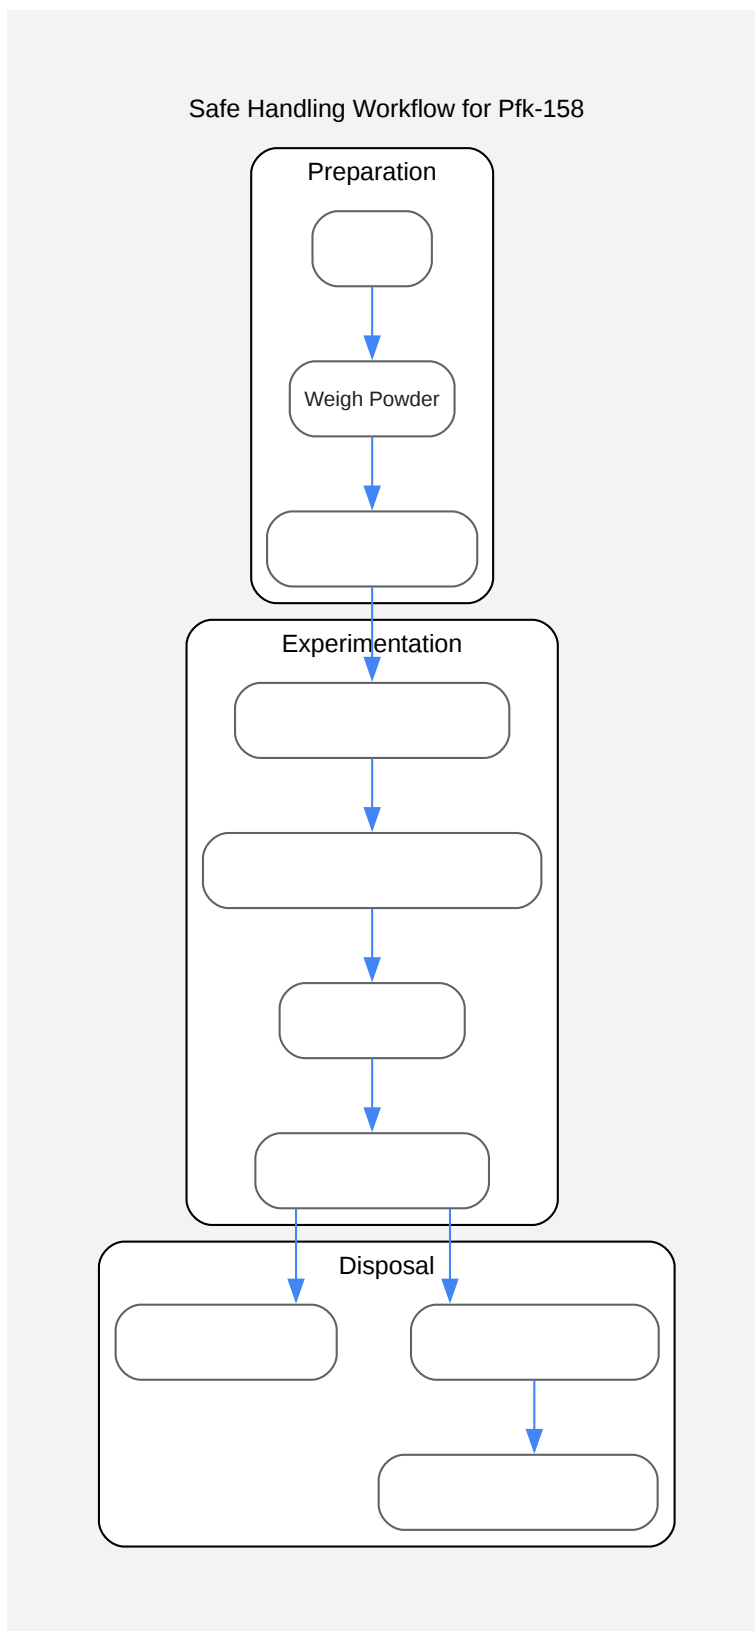 Safe Handling Workflow for Pfk-158
Preparation
Weigh Powder
Experimentation
Disposal